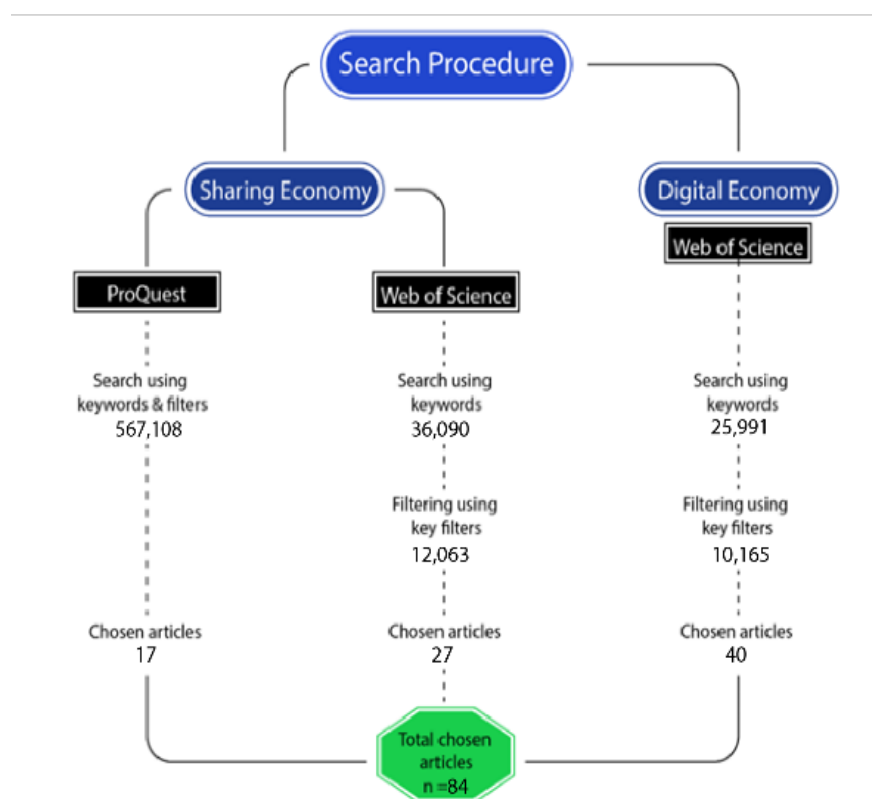 Search Procedure
Sharing Economy
Digital Economy
Web of Science
ProQuest
Web of Science
Search using
keywords & filters
567,108
Search using
keywords
36,090
Search using
keywords
25,991
Filtering using
key filters
12,063
Filtering using
key filters
10,165
Chosen articles
17
Chosen articles
27
Chosen articles
40
Total chosen
articles
n =84